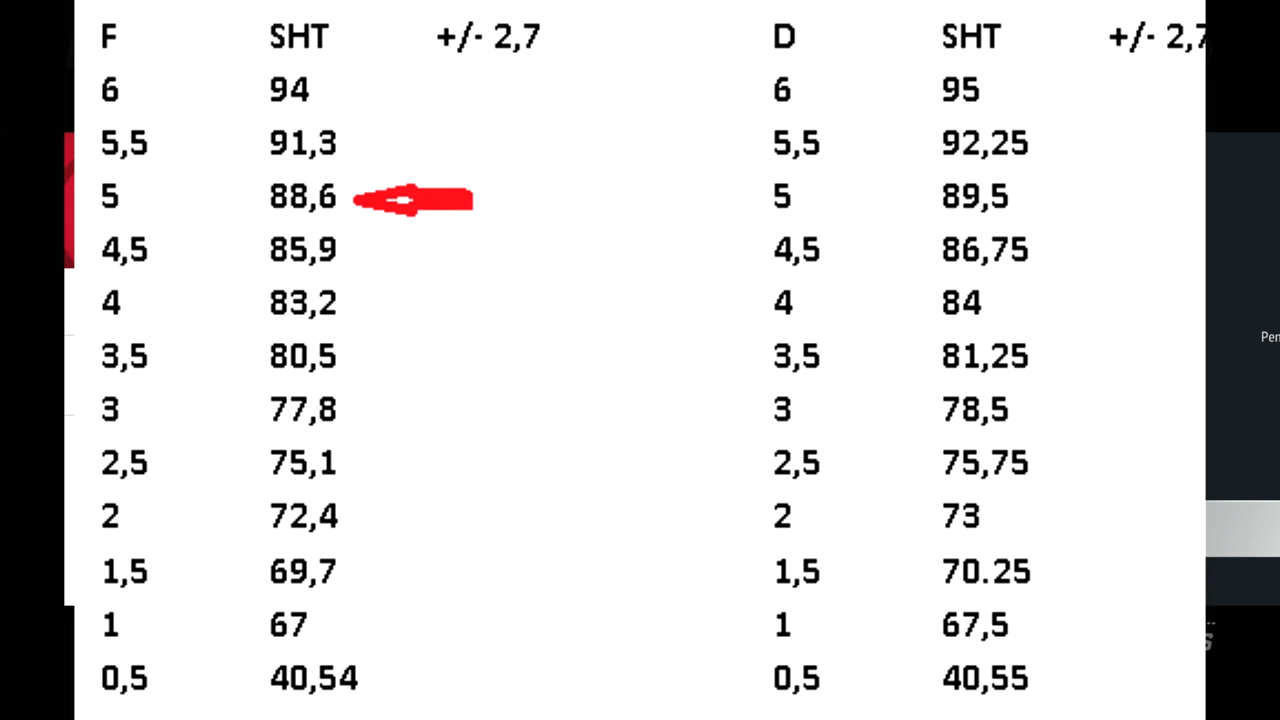 F SHT +/- 2,7 D SHT +/- 2,7
6 94 6 95
5,5 91,3 5,5 92,25
5 88,6 5 89,5
4,5 85,9 4,5 86,75
4 83,2 4 84
3,5 80,5 3,5 81,25
Pen
3 77,8 3 78,5
2,5 75,1 2,5 75,75
2 72,4 2 73
1,5 69,7 1,5 70.25
1 67 1 67,5
0,5 40,54 0,5 40,55